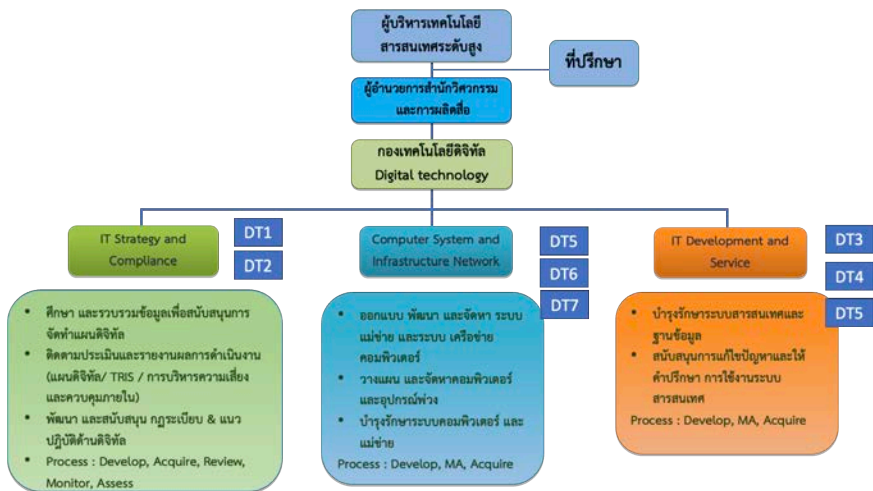 ผู้บริหารเทคโนโลยี
สารสนเทศระดับสูง
ที่ปรึกษา
ผู้อำนวยการสำนักวิศวกรรม
และการผลิตสื่อ
กองเทคโนโลยีดิจิทัล
Digital technology
IT Strategy and
Compliance
DT1
DT2
Computer System and
Infrastructure Network
DT5
DT6
DT7
IT Development and
Service
DT3
DT4
DT5
• ศึกษา และรวบรวมข้อมูลเพื่อสนับสนุนการ
จัดทำแผนดิจิทัล
• ติดตามประเมินและรายงานผลการดำเนินงาน
(แผนดิจิทัล/ TRIS / การบริหารความเสี่ยง
และควบคุมภายใน)
• พัฒนา และสนับสนุน กฎระเบียบ & แนว
ปฏิบัติด้านดิจิทัล
• Process : Develop, Acquire, Review,
Monitor, Assess
• ออกแบบ พัฒนา และจัดหา ระบบ
แม่ข่าย และระบบ เครือข่าย
คอมพิวเตอร์
• วางแผน และจัดหาคอมพิวเตอร์
และอุปกรณ์พ่วง
• บำรุงรักษาระบบคอมพิวเตอร์ และ
แม่ข่าย
Process : Develop, MA, Acquire
• บำรุงรักษาระบบสารสนเทศและ
ฐานข้อมูล
• สนับสนุนการแก้ไขปัญหาและให้
คำปรึกษา การใช้งานระบบ
สารสนเทศ
Process : Develop, MA, Acquire